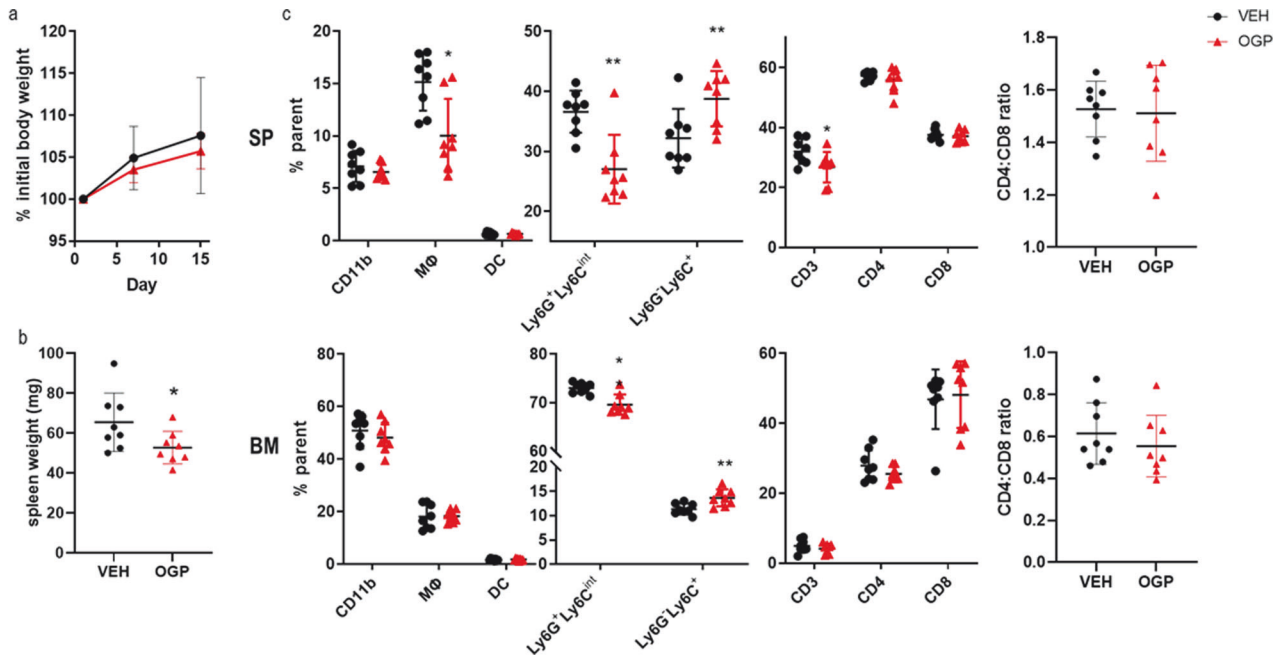 a
% initial body weight
120
115
110
105
100
95
0
5
10
15
Day
c
VEH
OGP
SP
% parent
20
15
10
5
0
*
CD11b
MΦ
DC
50
40
30
20
**
**
Ly6G⁺Ly6Cⁱⁿᵗ
Ly6G⁻Ly6C⁺
60
40
20
0
*
CD3
CD4
CD8
CD4:CD8 ratio
1.8
1.6
1.4
1.2
1.0
VEH
OGP
b
spleen weight (mg)
100
80
60
40
20
0
*
VEH
OGP
BM
% parent
80
60
40
20
0
CD11b
MΦ
DC
80
70
60
20
15
10
5
0
*
*
**
Ly6G⁺Ly6Cⁱⁿᵗ
Ly6G⁻Ly6C⁺
60
40
20
0
CD3
CD4
CD8
CD4:CD8 ratio
1.0
0.8
0.6
0.4
0.2
0.0
VEH
OGP